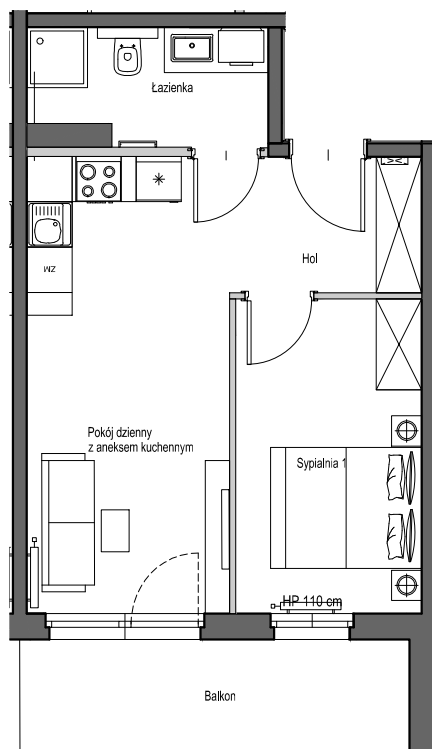 Łazienka
Hol
ZM
Pokój dzienny
z aneksem kuchennym
Sypialnia 1
HP 110 cm
Balkon